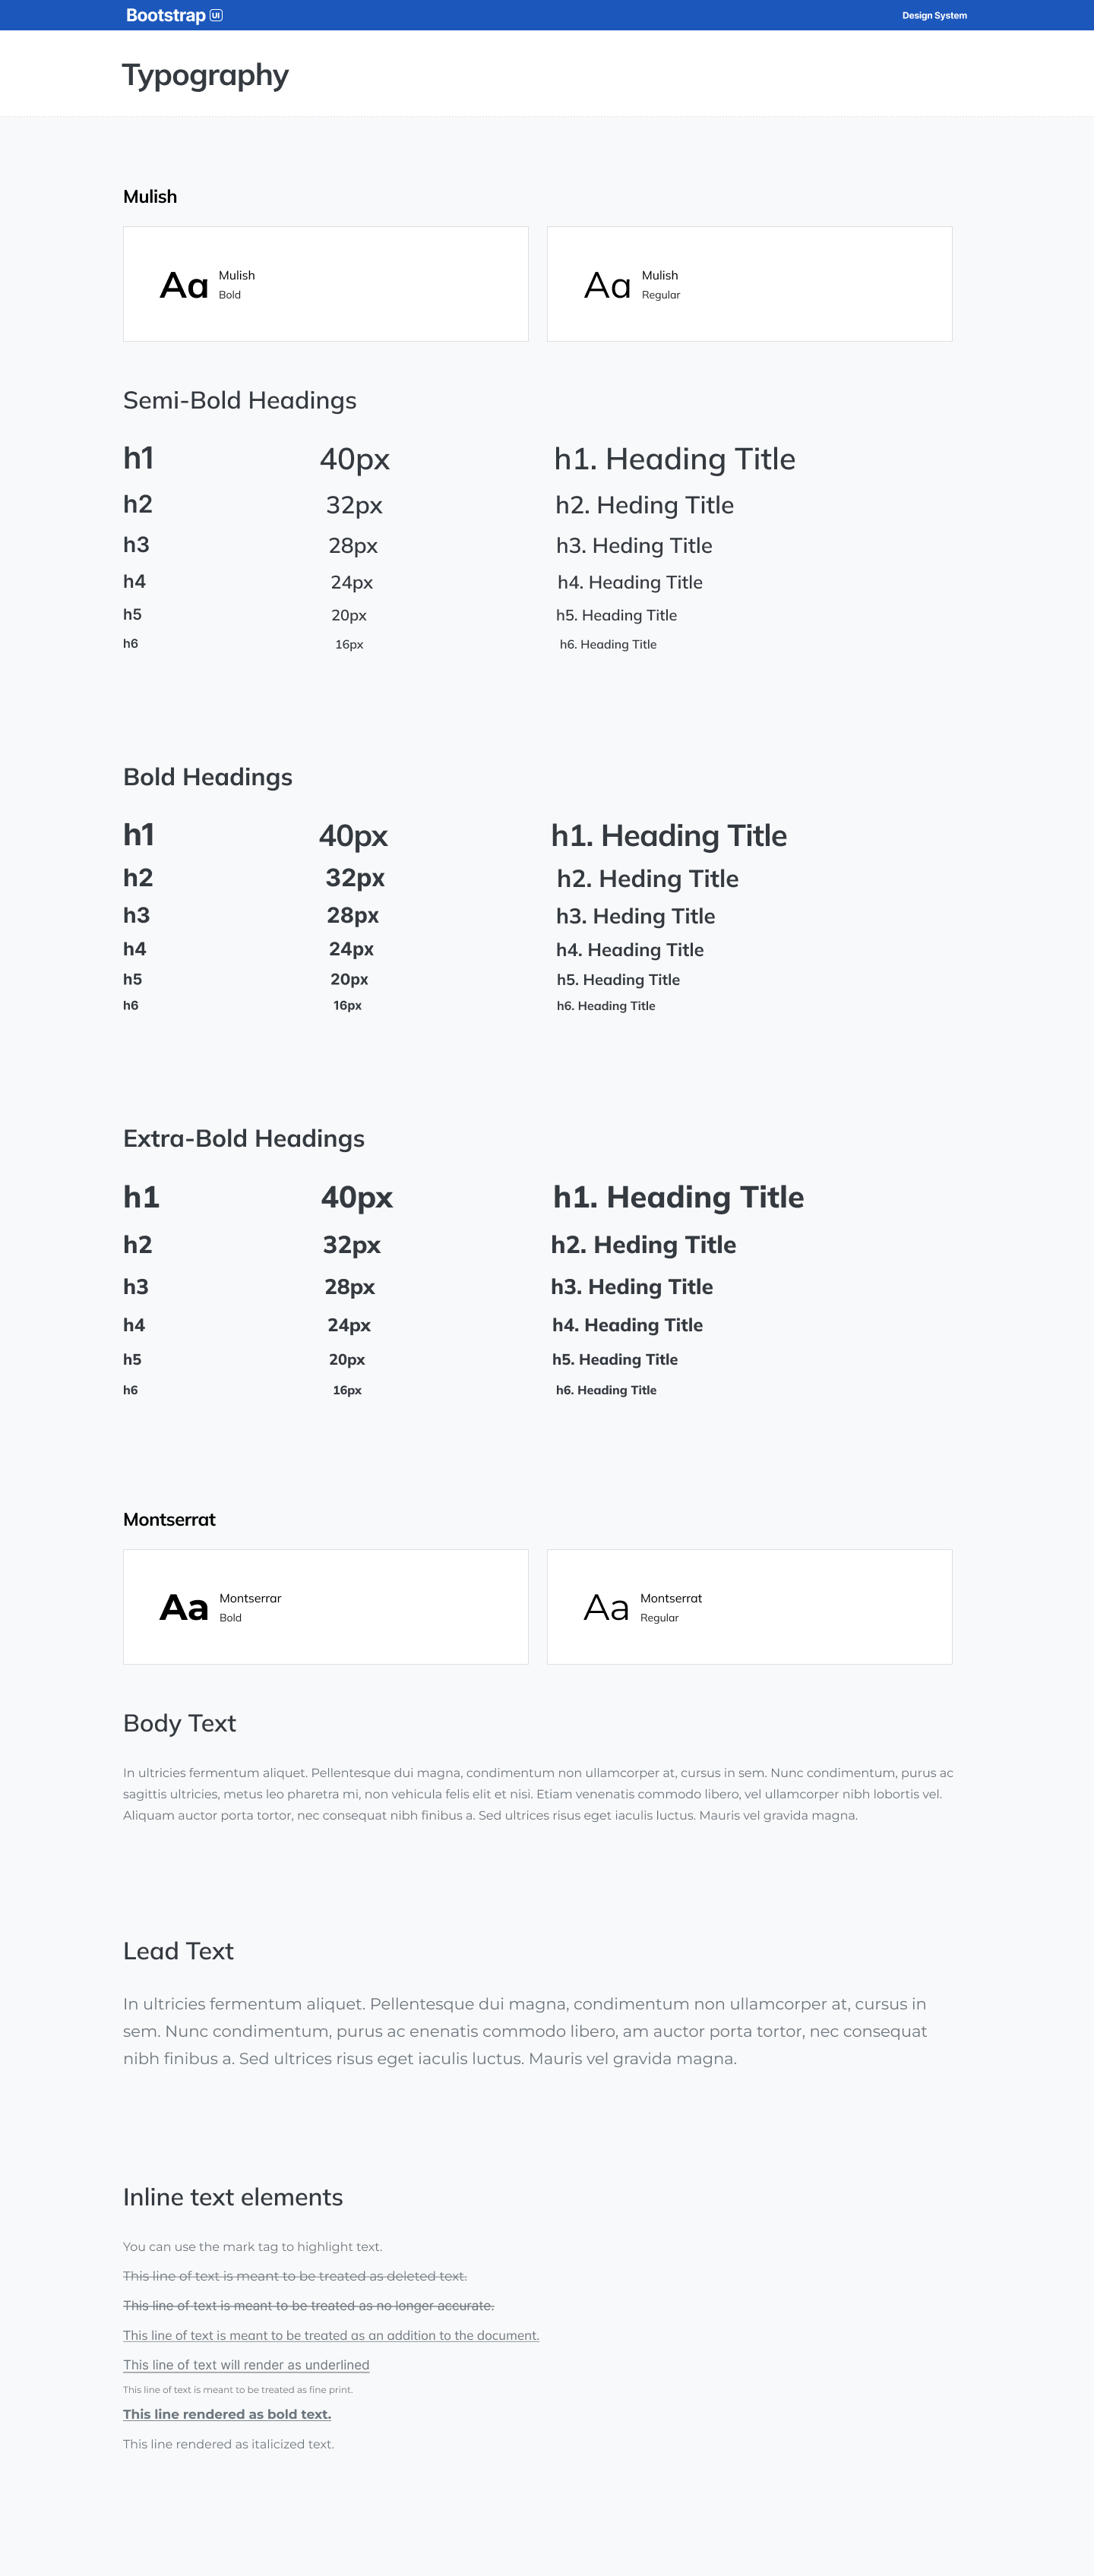 Bootstrap UI
Design System
Typography
Mulish
Aa Mulish
Bold
Aa Mulish
Regular
Semi-Bold Headings
h1 40px h1. Heading Title
h2 32px h2. Heding Title
h3 28px h3. Heding Title
h4 24px h4. Heading Title
h5 20px h5. Heading Title
h6 16px h6. Heading Title
Bold Headings
h1 40px h1. Heading Title
h2 32px h2. Heding Title
h3 28px h3. Heding Title
h4 24px h4. Heading Title
h5 20px h5. Heading Title
h6 16px h6. Heading Title
Extra-Bold Headings
h1 40px h1. Heading Title
h2 32px h2. Heding Title
h3 28px h3. Heding Title
h4 24px h4. Heading Title
h5 20px h5. Heading Title
h6 16px h6. Heading Title
Montserrat
Aa Montserrar
Bold
Aa Montserrat
Regular
Body Text
In ultricies fermentum aliquet. Pellentesque dui magna, condimentum non ullamcorper at, cursus in sem. Nunc condimentum, purus ac
sagittis ultricies, metus leo pharetra mi, non vehicula felis elit et nisi. Etiam venenatis commodo libero, vel ullamcorper nibh lobortis vel.
Aliquam auctor porta tortor, nec consequat nibh finibus a. Sed ultrices risus eget iaculis luctus. Mauris vel gravida magna.
Lead Text
In ultricies fermentum aliquet. Pellentesque dui magna, condimentum non ullamcorper at, cursus in
sem. Nunc condimentum, purus ac enenatis commodo libero, am auctor porta tortor, nec consequat
nibh finibus a. Sed ultrices risus eget iaculis luctus. Mauris vel gravida magna.
Inline text elements
You can use the mark tag to highlight text.
This line of text is meant to be treated as deleted text.
This line of text is meant to be treated as no longer accurate.
This line of text is meant to be treated as an addition to the document.
This line of text will render as underlined
This line of text is meant to be treated as fine print.
This line rendered as bold text.
This line rendered as italicized text.